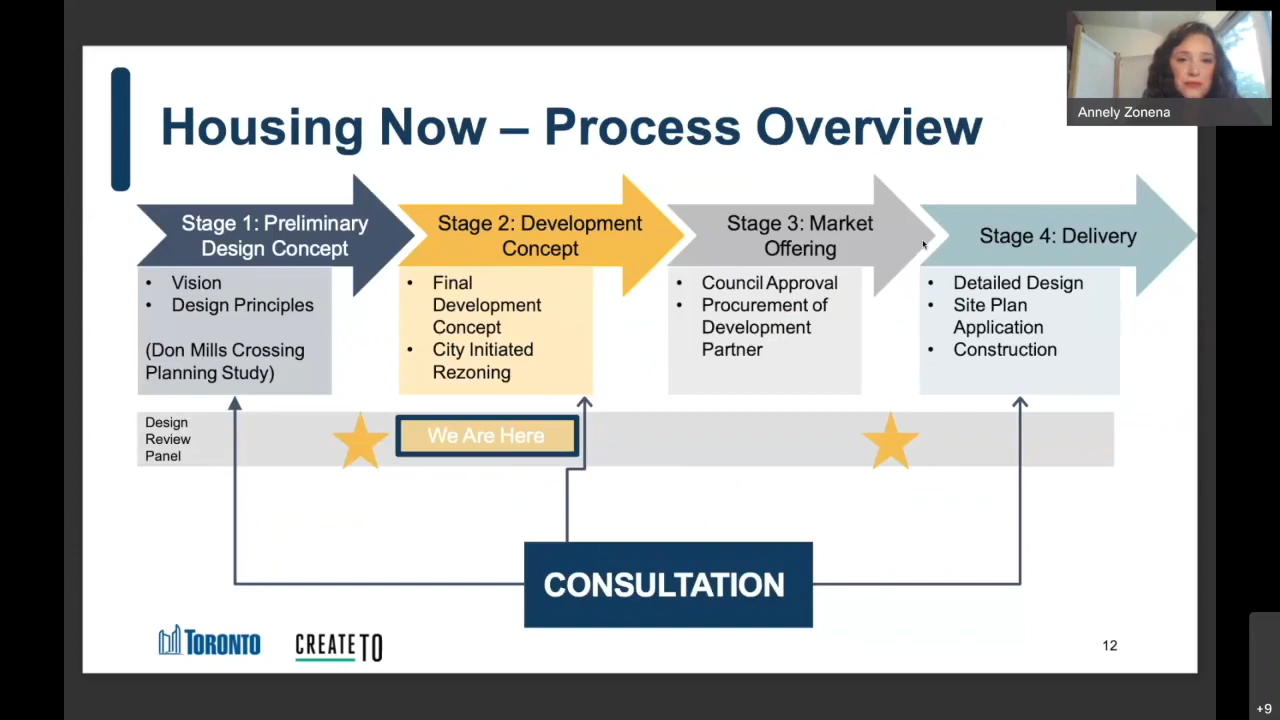 Annely Zonena
Housing Now – Process Overview
Stage 1: Preliminary
Design Concept
• Vision
• Design Principles
(Don Mills Crossing
Planning Study)
Stage 2: Development
Concept
• Final
Development
Concept
• City Initiated
Rezoning
Stage 3: Market
Offering
• Council Approval
• Procurement of
Development
Partner
Stage 4: Delivery
• Detailed Design
• Site Plan
Application
• Construction
Design
Review
Panel
We Are Here
CONSULTATION
TORONTO
CREATE TO
12
+9